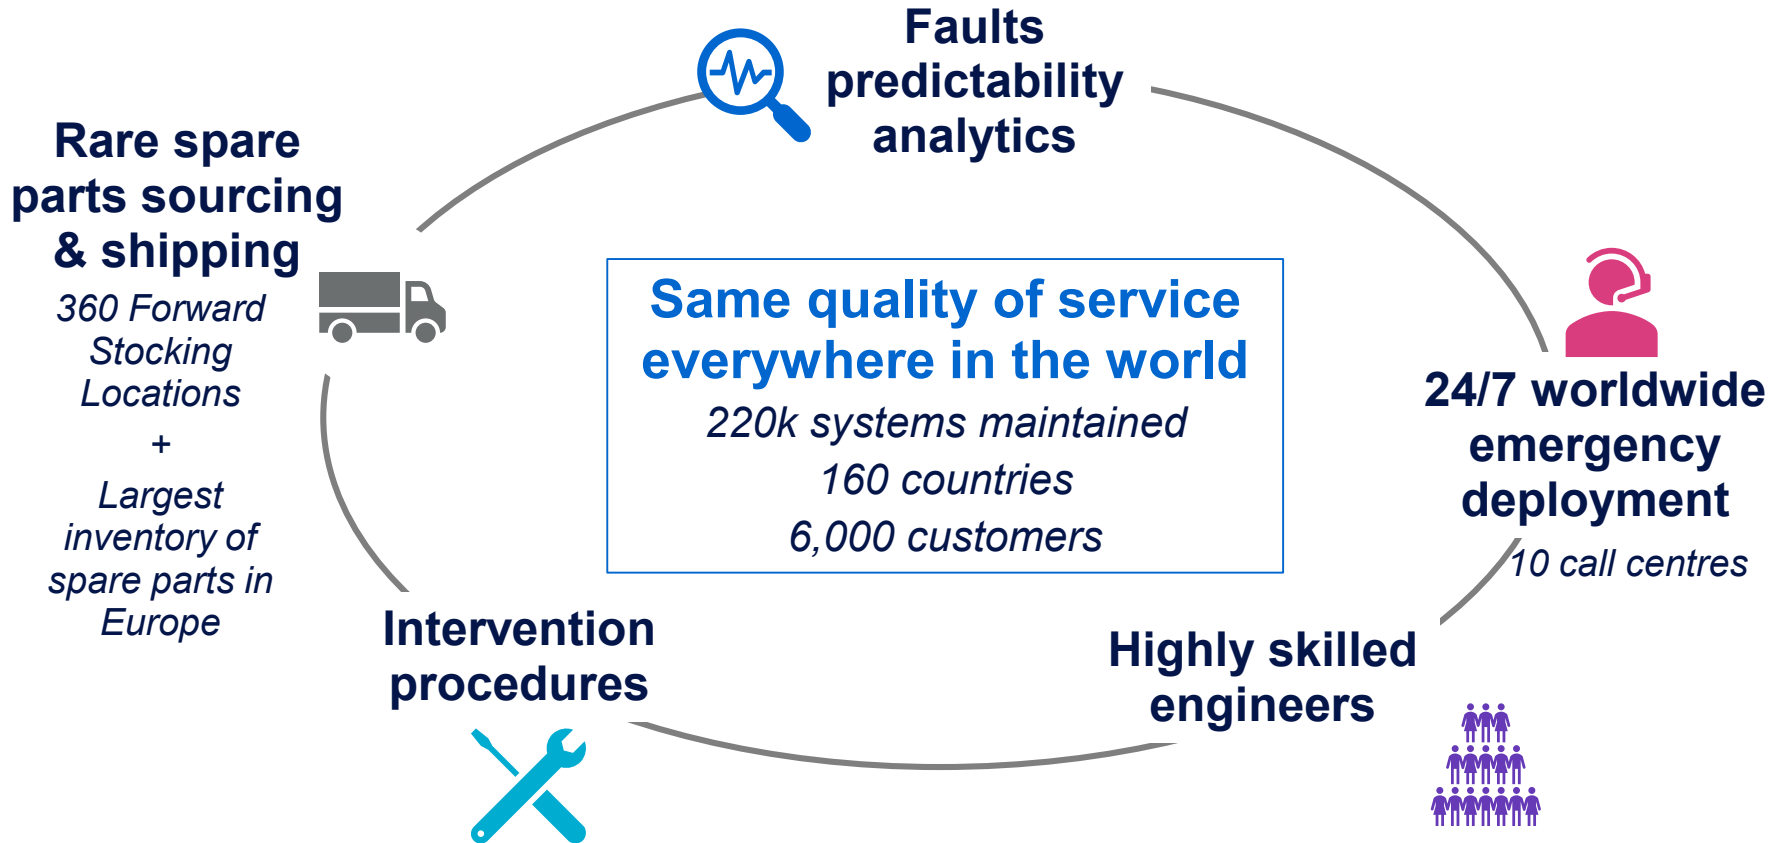 Faults
predictability
analytics
Rare spare
parts sourcing
& shipping
360 Forward
Stocking
Locations
+
Largest
inventory of
spare parts in
Europe
Same quality of service
everywhere in the world
220k systems maintained
160 countries
6,000 customers
24/7 worldwide
emergency
deployment
10 call centres
Intervention
procedures
Highly skilled
engineers